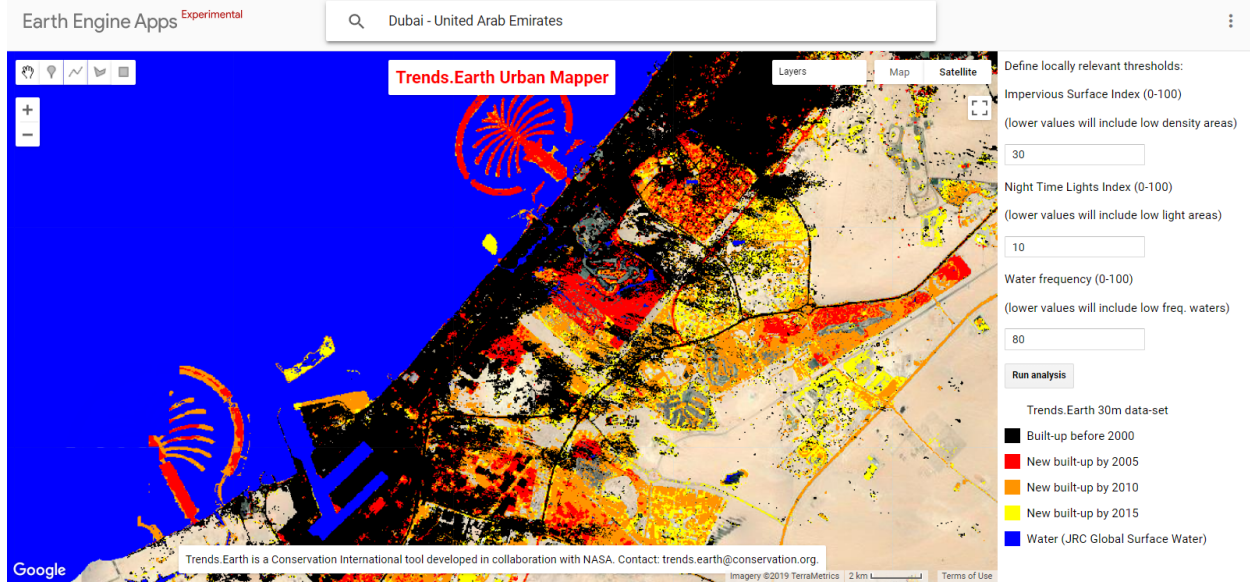 Earth Engine Apps Experimental
Dubai - United Arab Emirates
Trends.Earth Urban Mapper
Layers
Map
Satellite
+
−
Define locally relevant thresholds:
Impervious Surface Index (0-100)
(lower values will include low density areas)
30
Night Time Lights Index (0-100)
(lower values will include low light areas)
10
Water frequency (0-100)
(lower values will include low freq. waters)
80
Run analysis
Trends.Earth 30m data-set
Built-up before 2000
New built-up by 2005
New built-up by 2010
New built-up by 2015
Water (JRC Global Surface Water)
Trends.Earth is a Conservation International tool developed in collaboration with NASA. Contact: trends.earth@conservation.org.
Google
Imagery ©2019 TerraMetrics
2 km
Terms of Use